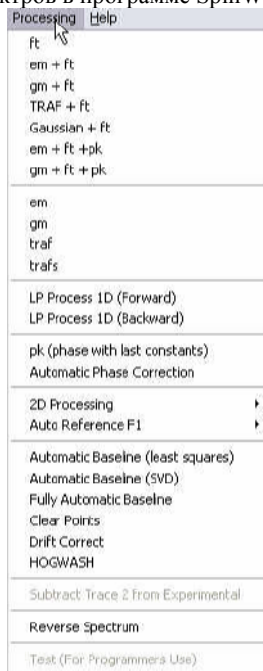 в программе
Processing Help
ft
em + ft
gm + ft
TRAF + ft
Gaussian + ft
em + ft +pk
gm + ft + pk
em
gm
traf
trafs
LP Process 1D (Forward)
LP Process 1D (Backward)
pk (phase with last constants)
Automatic Phase Correction
2D Processing
Auto Reference F1
Automatic Baseline (least squares)
Automatic Baseline (SVD)
Fully Automatic Baseline
Clear Points
Drift Correct
HOGWASH
Subtract Trace 2 from Experimental
Reverse Spectrum
Test (For Programmers Use)